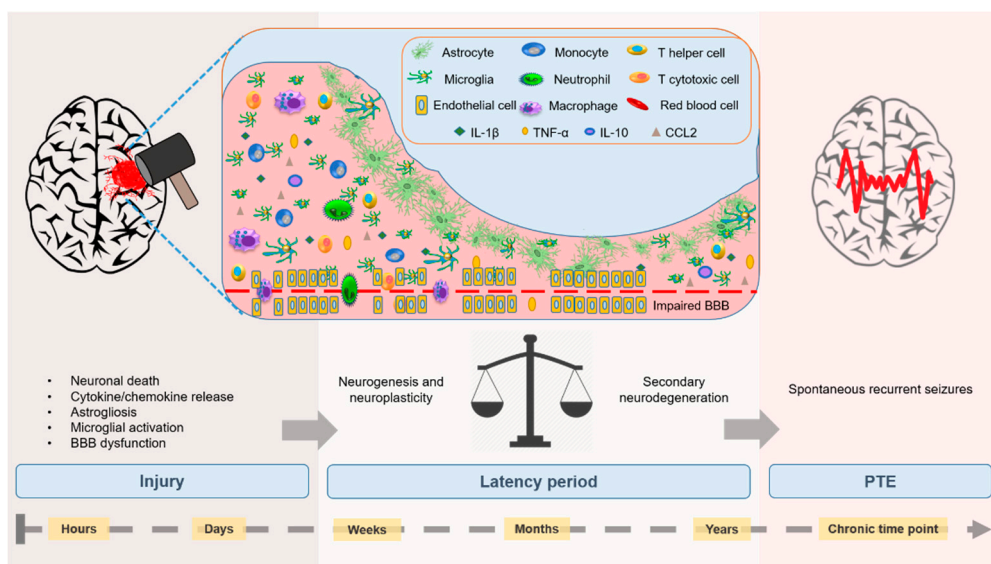 Astrocyte
Monocyte
T helper cell
Microglia
Neutrophil
T cytotoxic cell
Endothelial cell
Macrophage
Red blood cell
IL-1β
TNF-α
IL-10
CCL2
Impaired BBB
• Neuronal death
• Cytokine/chemokine release
• Astrogliosis
• Microglial activation
• BBB dysfunction
Neurogenesis and
neuroplasticity
Secondary
neurodegeneration
Spontaneous recurrent seizures
Injury
Latency period
PTE
Hours
Days
Weeks
Months
Years
Chronic time point